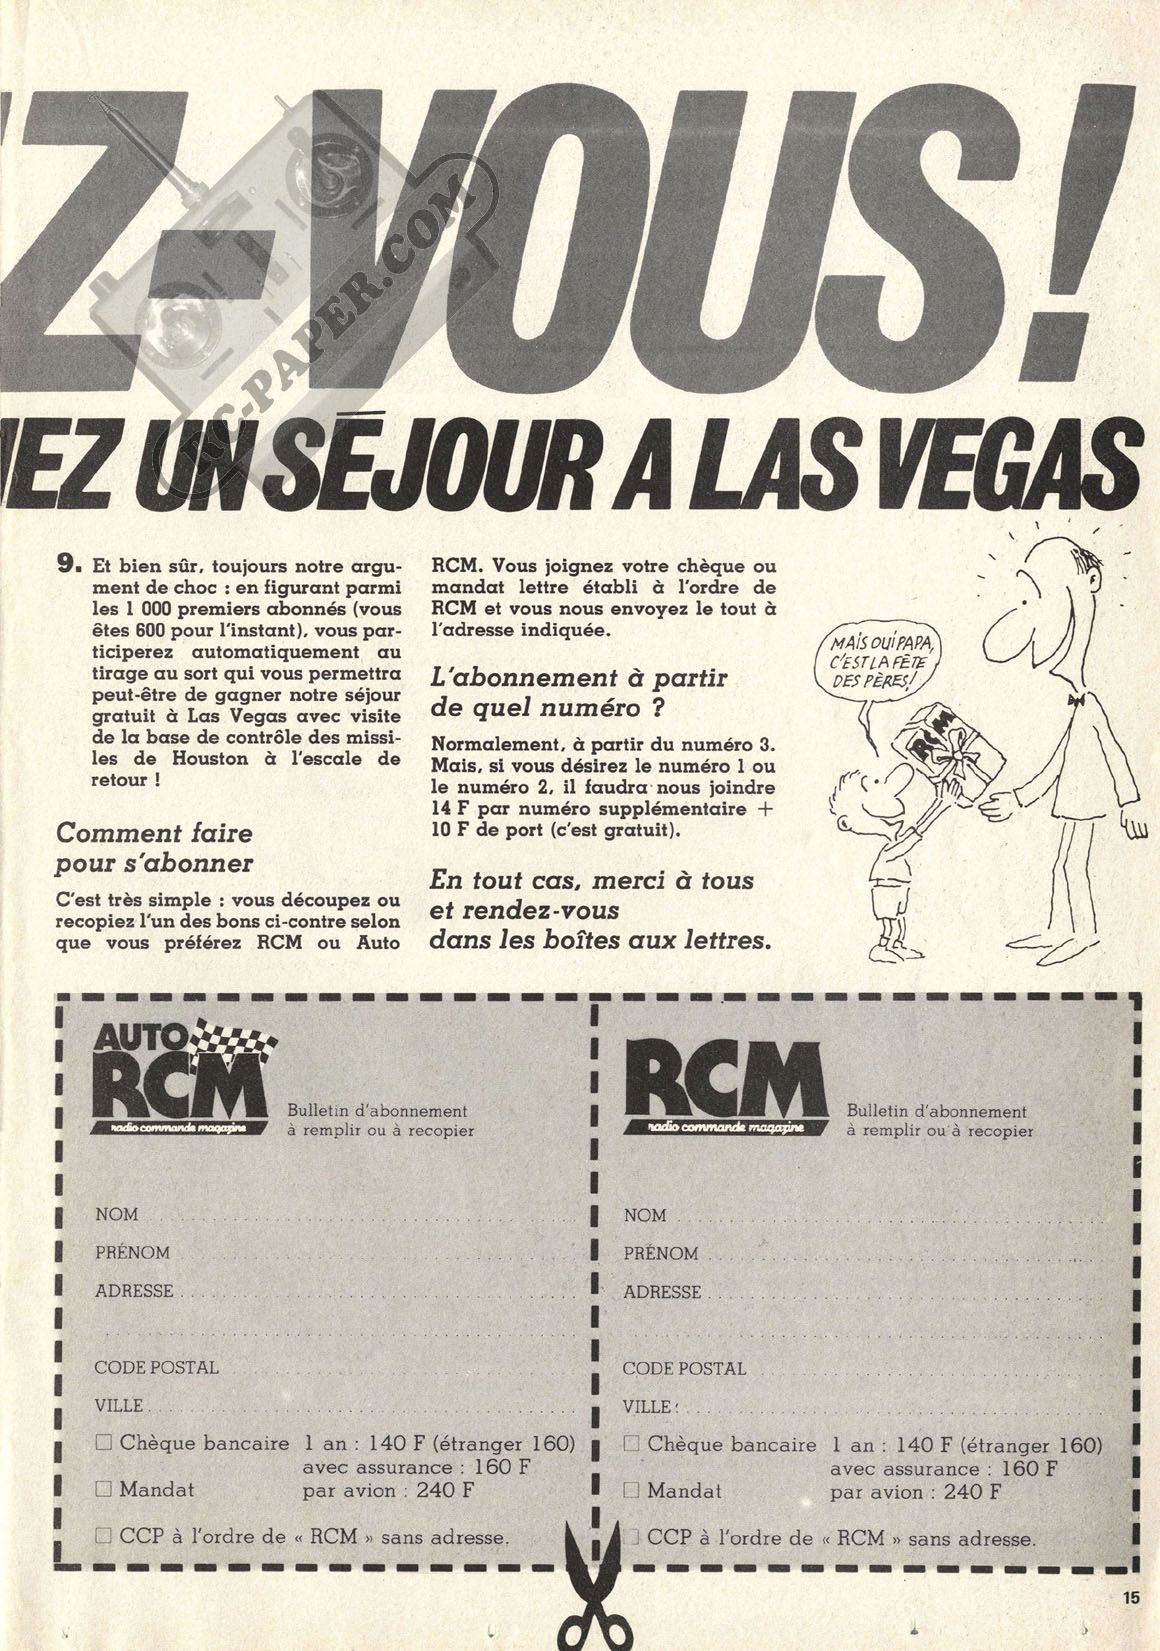 Z-VOUS!
NEZ UN SÉJOUR A LAS VEGAS
RC-PAPER.COM
9. Et bien sûr, toujours notre argu-
ment de choc : en figurant parmi
les 1 000 premiers abonnés (vous
êtes 600 pour l'instant), vous par-
ticiperez automatiquement au
tirage au sort qui vous permettra
peut-être de gagner notre séjour
gratuit à Las Vegas avec visite
de la base de contrôle des missi-
les de Houston à l'escale de
retour !
Comment faire
pour s'abonner
C'est très simple : vous découpez ou
recopiez l'un des bons ci-contre selon
que vous préférez RCM ou Auto
RCM. Vous joignez votre chèque ou
mandat lettre établi à l'ordre de
RCM et vous nous envoyez le tout à
l'adresse indiquée.
L'abonnement à partir
de quel numéro ?
Normalement, à partir du numéro 3.
Mais, si vous désirez le numéro 1 ou
le numéro 2, il faudra nous joindre
14 F par numéro supplémentaire +
10 F de port (c'est gratuit).
En tout cas, merci à tous
et rendez-vous
dans les boîtes aux lettres.
MAIS OUI PAPA,
C'EST LA FÊTE
DES PÈRES!
RCM
AUTO
RCM
radio commande magazine
Bulletin d'abonnement
à remplir ou à recopier
NOM
PRÉNOM
ADRESSE
CODE POSTAL
VILLE
Chèque bancaire 1 an : 140 F (étranger 160)
avec assurance : 160 F
Mandat par avion : 240 F
CCP à l'ordre de « RCM » sans adresse.
RCM
radio commande magazine
Bulletin d'abonnement
à remplir ou à recopier
NOM
PRÉNOM
ADRESSE
CODE POSTAL
VILLE
Chèque bancaire 1 an : 140 F (étranger 160)
avec assurance : 160 F
Mandat par avion : 240 F
CCP à l'ordre de « RCM » sans adresse.
15